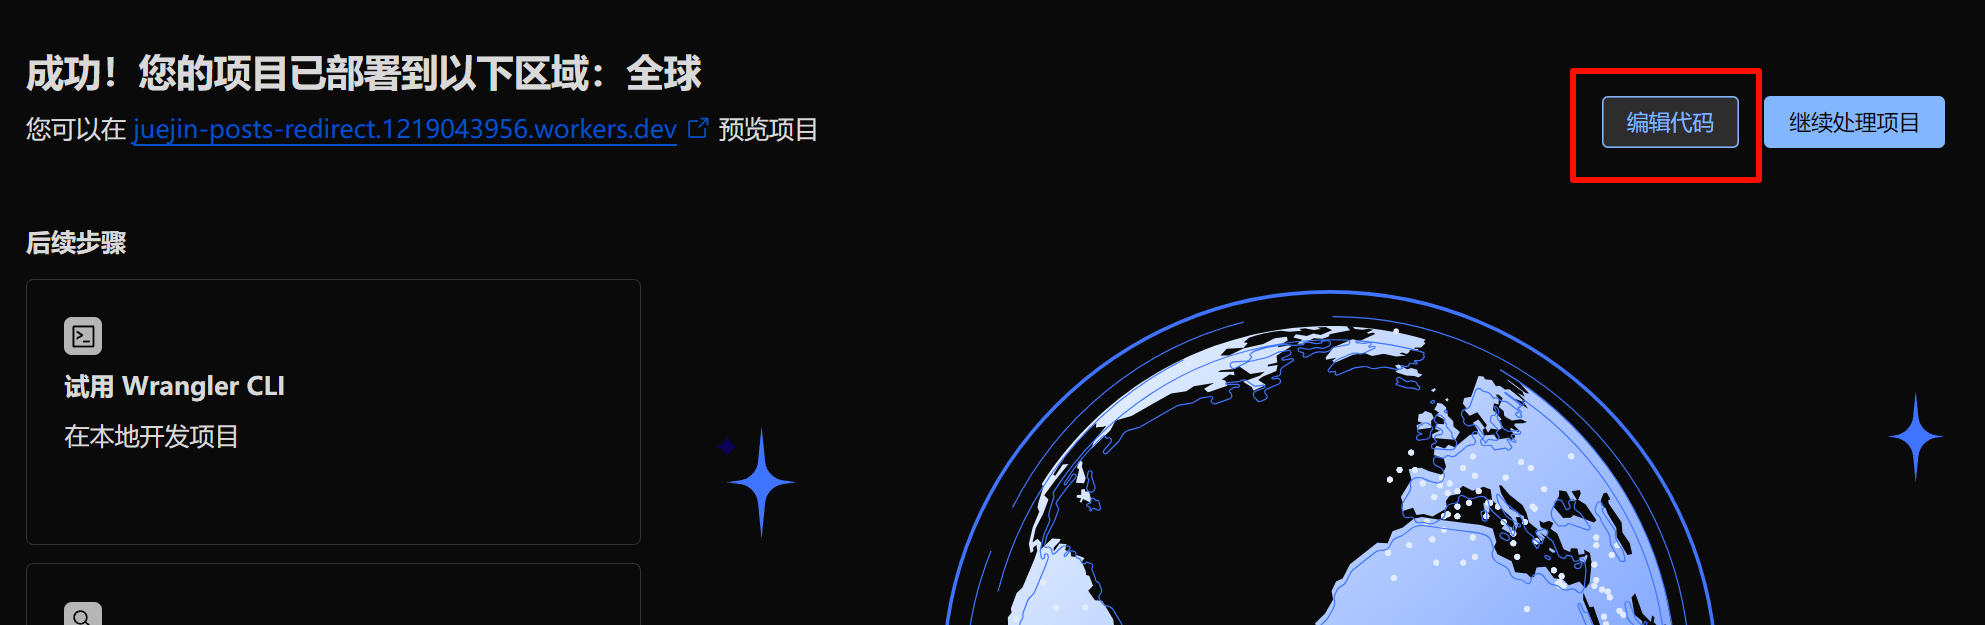 成功！您的项目已部署到以下区域：全球
您可以在 juejin-posts-redirect.1219043956.workers.dev 预览项目
编辑代码
继续处理项目
后续步骤
试用 Wrangler CLI
在本地开发项目